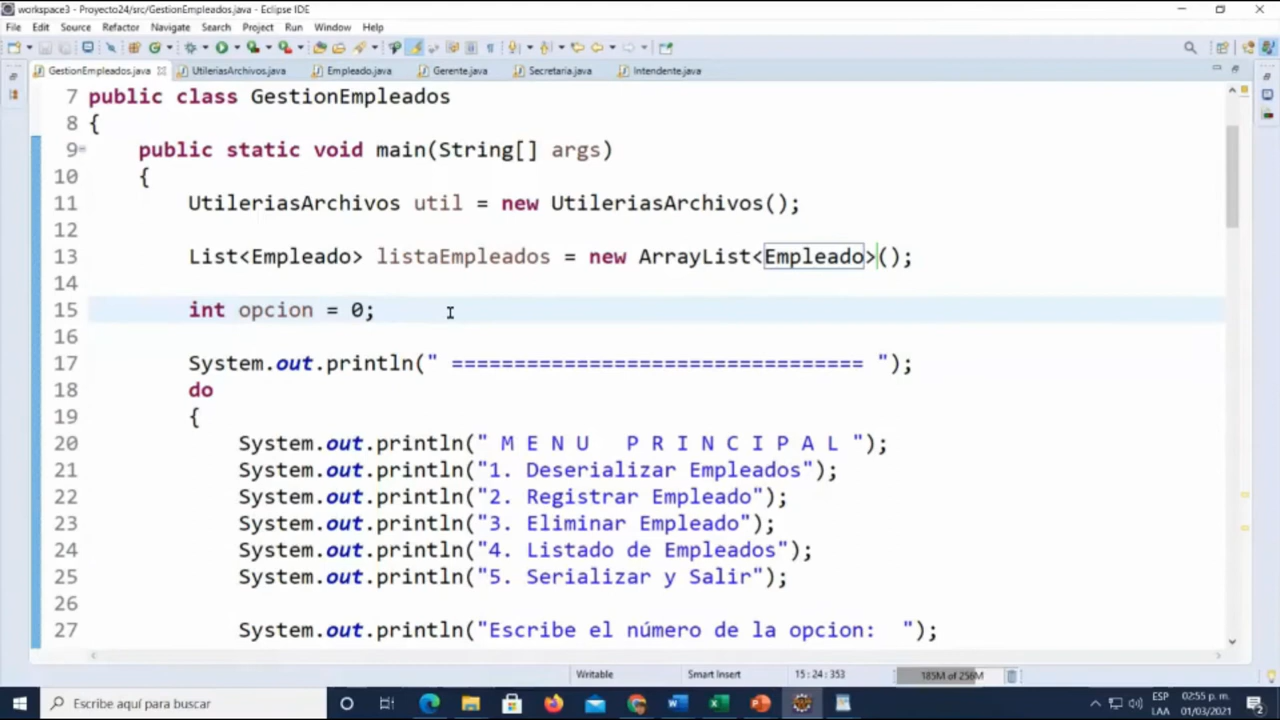 workspace3 - Proyecto24/src/GestionEmpleados.java - Eclipse IDE
File Edit Source Refactor Navigate Search Project Run Window Help
GestionEmpleados.java UtileriasArchivos.java Empleado.java Gerente.java Secretaria.java Intendente.java
7 public class GestionEmpleados
8 {
9 public static void main(String[] args)
10 {
11 UtileriasArchivos util = new UtileriasArchivos();
12
13 List<Empleado> listaEmpleados = new ArrayList<Empleado>();
14
15 int opcion = 0;
16
17 System.out.println(" ================================= ");
18 do
19 {
20 System.out.println(" M E N U   P R I N C I P A L ");
21 System.out.println("1. Deserializar Empleados");
22 System.out.println("2. Registrar Empleado");
23 System.out.println("3. Eliminar Empleado");
24 System.out.println("4. Listado de Empleados");
25 System.out.println("5. Serializar y Salir");
26
27 System.out.println("Escribe el número de la opcion:  ");
Writable Smart Insert 15 : 24 : 353 185M of 256M
Escribe aquí para buscar
ESP 02:55 p. m.
LAA 01/03/2021 2